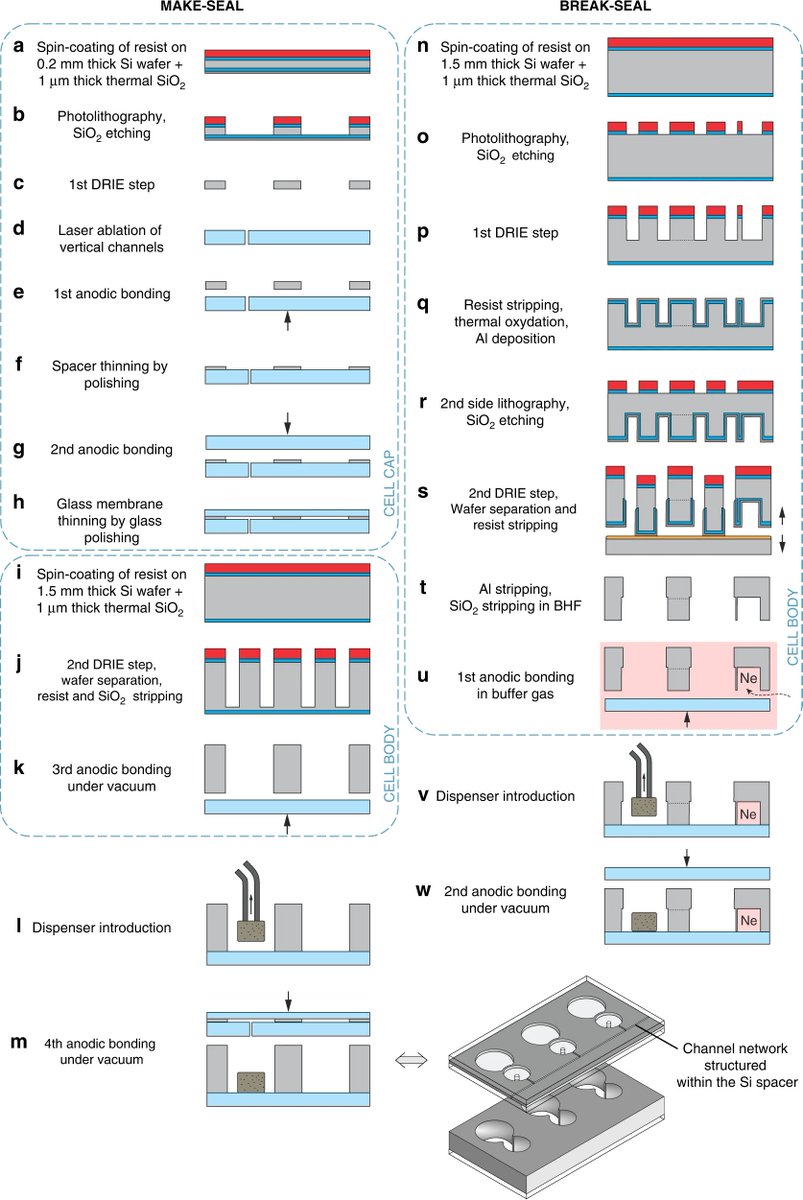 MAKE-SEAL
a
Spin-coating of resist on
0.2 mm thick Si wafer +
1 μm thick thermal SiO₂
b
Photolithography,
SiO₂ etching
c
1st DRIE step
d
Laser ablation of
vertical channels
e
1st anodic bonding
f
Spacer thinning by
polishing
g
2nd anodic bonding
h
Glass membrane
thinning by glass
polishing
CELL CAP
i
Spin-coating of resist on
1.5 mm thick Si wafer +
1 μm thick thermal SiO₂
j
2nd DRIE step,
wafer separation,
resist and SiO₂ stripping
k
3rd anodic bonding
under vacuum
CELL BODY
l
Dispenser introduction
m
4th anodic bonding
under vacuum
BREAK-SEAL
n
Spin-coating of resist on
1.5 mm thick Si wafer +
1 μm thick thermal SiO₂
o
Photolithography,
SiO₂ etching
p
1st DRIE step
q
Resist stripping,
thermal oxydation,
Al deposition
r
2nd side lithography,
SiO₂ etching
s
2nd DRIE step,
Wafer separation and
resist stripping
t
Al stripping,
SiO₂ stripping in BHF
u
1st anodic bonding
in buffer gas
Ne
CELL BODY
v
Dispenser introduction
Ne
w
2nd anodic bonding
under vacuum
Ne
Channel network
structured
within the Si spacer